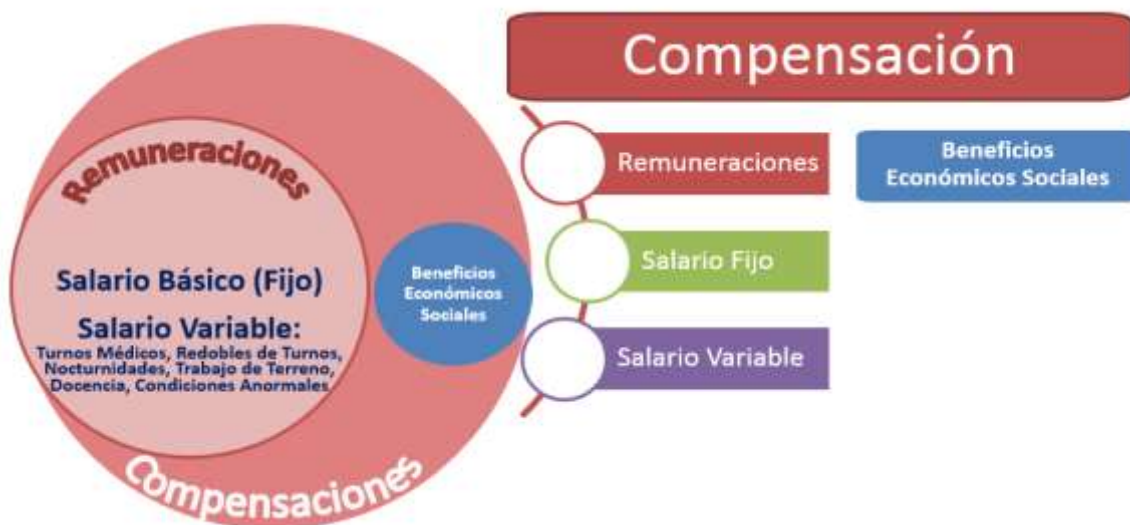 Remuneraciones
Salario Básico (Fijo)
Salario Variable:
Turnos Médicos, Redobles de Turnos,
Nocturnidades, Trabajo de Terreno,
Docencia, Condiciones Anormales
Beneficios
Económicos
Sociales
Compensaciones
Compensación
Remuneraciones
Salario Fijo
Salario Variable
Beneficios
Económicos Sociales